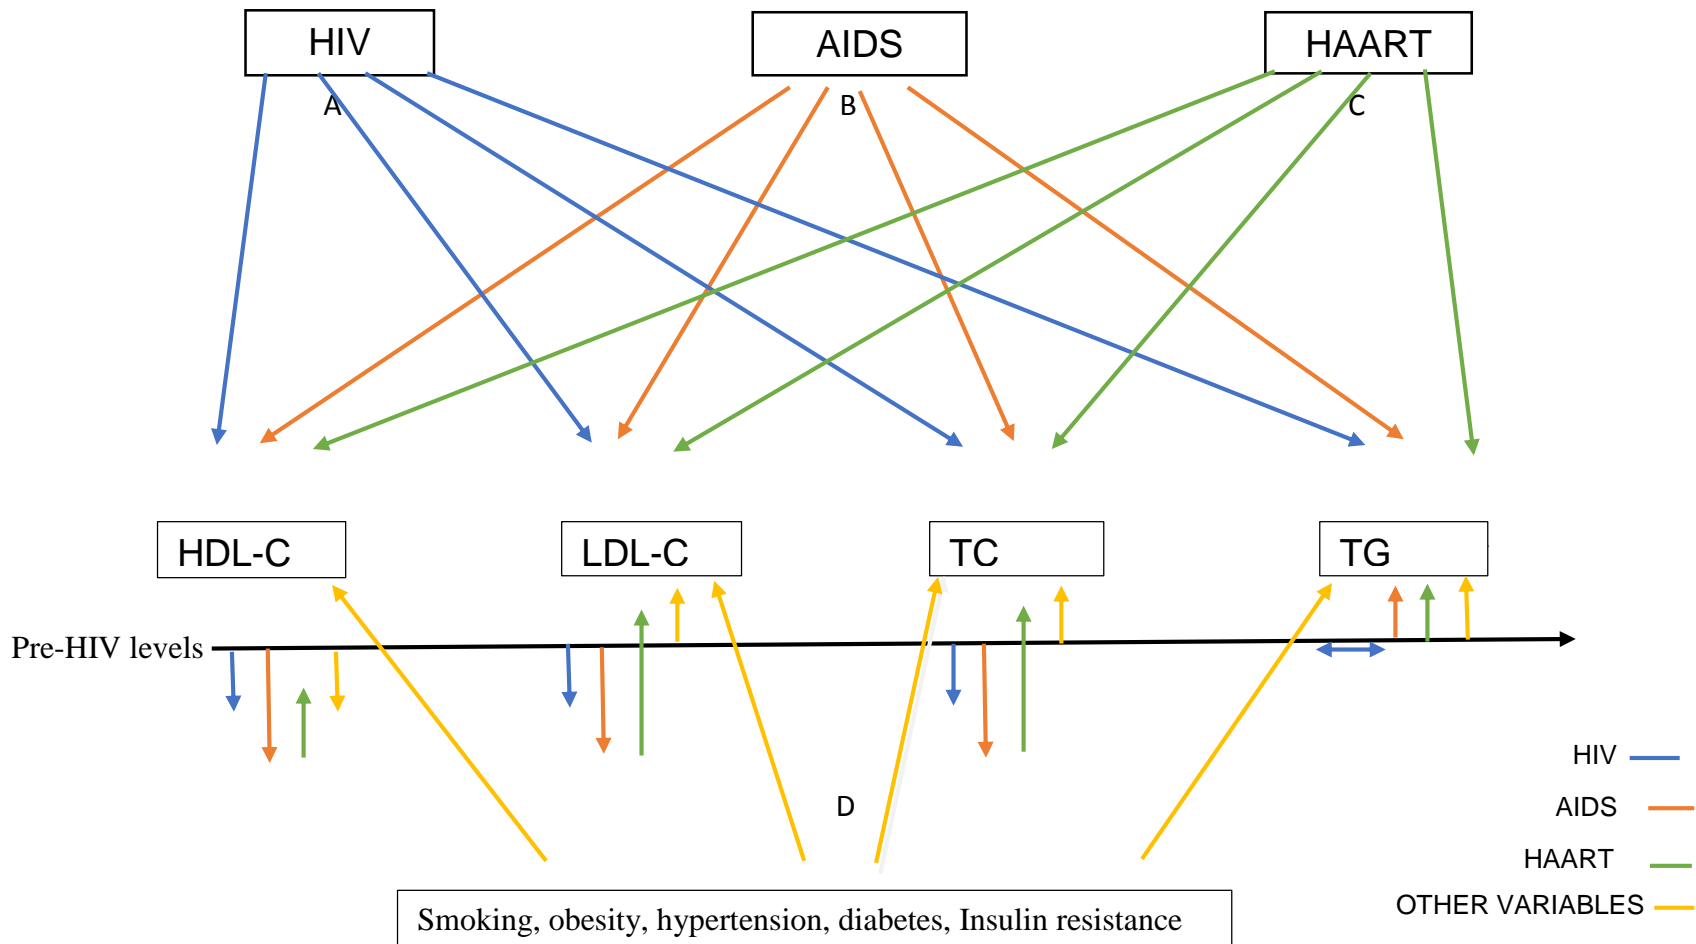 HIV
AIDS
HAART
A
B
C
HDL-C
LDL-C
TC
TG
Pre-HIV levels
D
HIV
AIDS
HAART
OTHER VARIABLES
Smoking, obesity, hypertension, diabetes, Insulin resistance